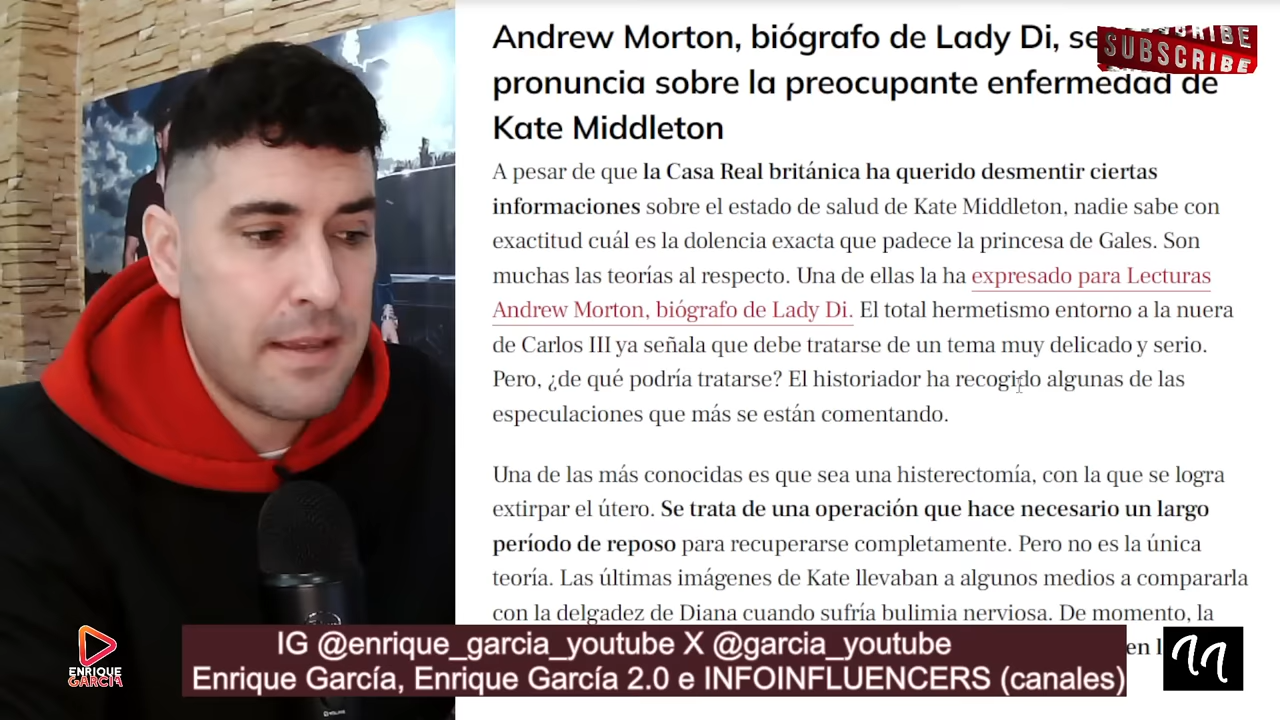 Andrew Morton, biógrafo de Lady Di, se
pronuncia sobre la preocupante enfermedad de
Kate Middleton
SUBSCRIBE
SUBSCRIBE
A pesar de que la Casa Real británica ha querido desmentir ciertas
informaciones sobre el estado de salud de Kate Middleton, nadie sabe con
exactitud cuál es la dolencia exacta que padece la princesa de Gales. Son
muchas las teorías al respecto. Una de ellas la ha expresado para Lecturas
Andrew Morton, biógrafo de Lady Di. El total hermetismo entorno a la nuera
de Carlos III ya señala que debe tratarse de un tema muy delicado y serio.
Pero, ¿de qué podría tratarse? El historiador ha recogido algunas de las
especulaciones que más se están comentando.
Una de las más conocidas es que sea una histerectomía, con la que se logra
extirpar el útero. Se trata de una operación que hace necesario un largo
período de reposo para recuperarse completamente. Pero no es la única
teoría. Las últimas imágenes de Kate llevaban a algunos medios a compararla
con la delgadez de Diana cuando sufría bulimia nerviosa. De momento, la
en l
IG @enrique_garcia_youtube X @garcia_youtube
Enrique García, Enrique García 2.0 e INFOINFLUENCERS (canales)
ENRIQUE
GARCÍA